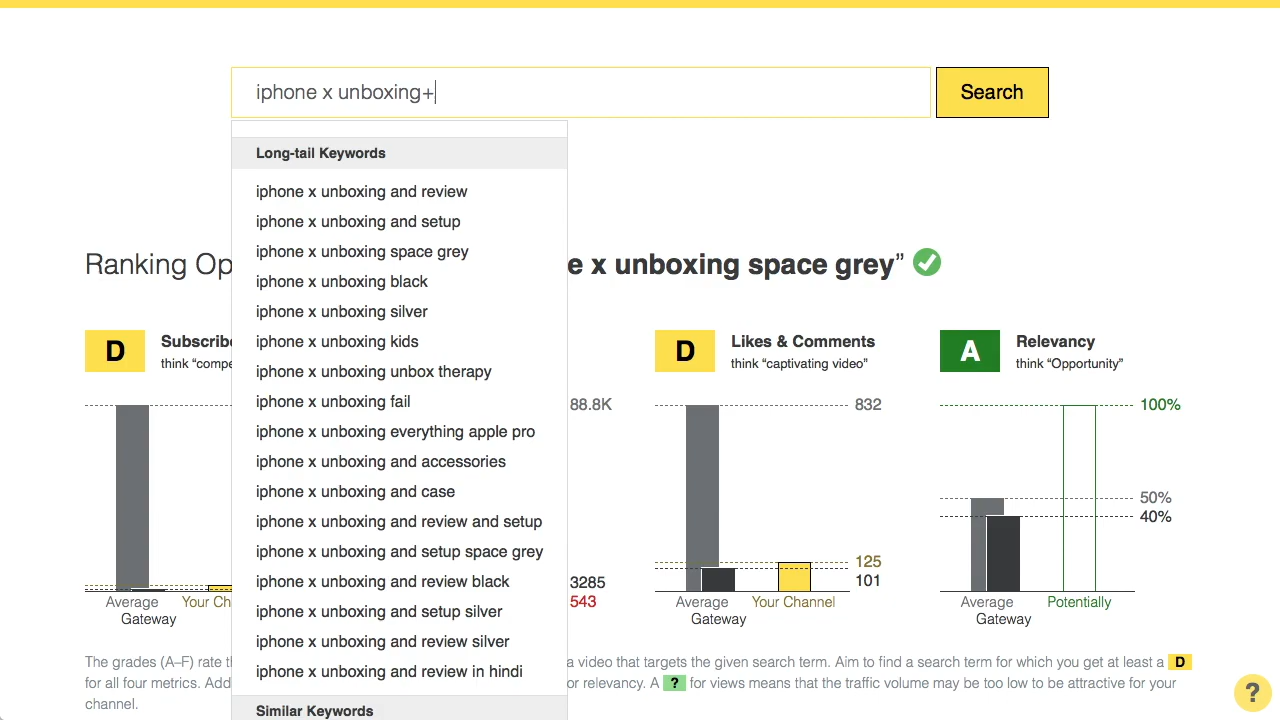 iphone x unboxing+
Search
Long-tail Keywords
iphone x unboxing and review
iphone x unboxing and setup
iphone x unboxing space grey
iphone x unboxing black
iphone x unboxing silver
iphone x unboxing kids
iphone x unboxing unbox therapy
iphone x unboxing fail
iphone x unboxing everything apple pro
iphone x unboxing and accessories
iphone x unboxing and case
iphone x unboxing and review and setup
iphone x unboxing and setup space grey
iphone x unboxing and review black
iphone x unboxing and setup silver
iphone x unboxing and review silver
iphone x unboxing and review in hindi
Similar Keywords
Ranking Op e x unboxing space grey”
D
Subscribe
think “compe
88.8K
3285
543
Average
Your Ch
Gateway
D
Likes & Comments
think “captivating video”
832
125
101
Average
Your Channel
Gateway
A
Relevancy
think “Opportunity”
100%
50%
40%
Average
Potentially
Gateway
The grades (A–F) rate t a video that targets the given search term. Aim to find a search term for which you get at least a D
for all four metrics. Add or relevancy. A ? for views means that the traffic volume may be too low to be attractive for your
channel.
?